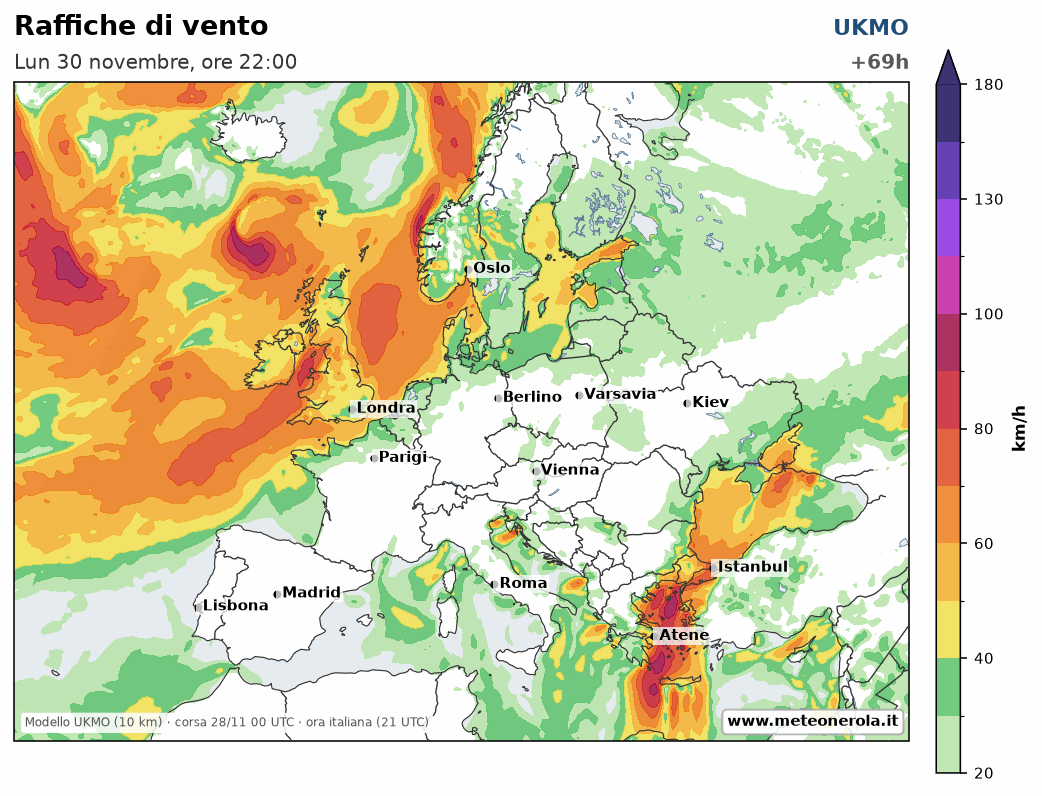 Raffiche di vento
UKMO
Lun 30 novembre, ore 22:00
+69h
180
130
100
80
60
40
20
km/h
Oslo
Berlino
Varsavia
Kiev
Londra
Parigi
Vienna
Istanbul
Roma
Madrid
Lisbona
Atene
Modello UKMO (10 km) · corsa 28/11 00 UTC · ora italiana (21 UTC)
www.meteonerola.it